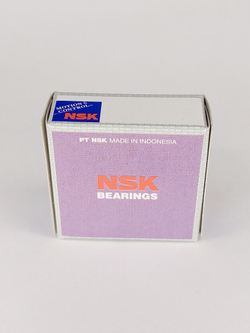 MOTION &
CONTROL
NSK
PT NSK MADE IN INDONESIA
NSK
BEARINGS